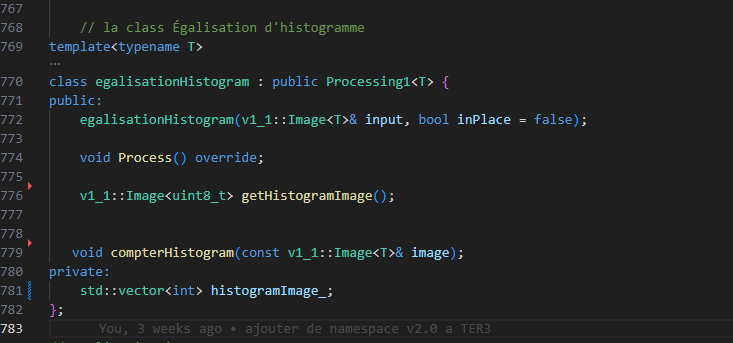 767
768 // la class Égalisation d'histogramme
769 template<typename T>
...
770 class egalisationHistogram : public Processing1<T> {
771 public:
772 egalisationHistogram(v1_1::Image<T>& input, bool inPlace = false);
773
774 void Process() override;
775
776 v1_1::Image<uint8_t> getHistogramImage();
777
778
779 void compterHistogram(const v1_1::Image<T>& image);
780 private:
781 std::vector<int> histogramImage_;
782 };
783 You, 3 weeks ago • ajouter de namespace v2.0 a TER3